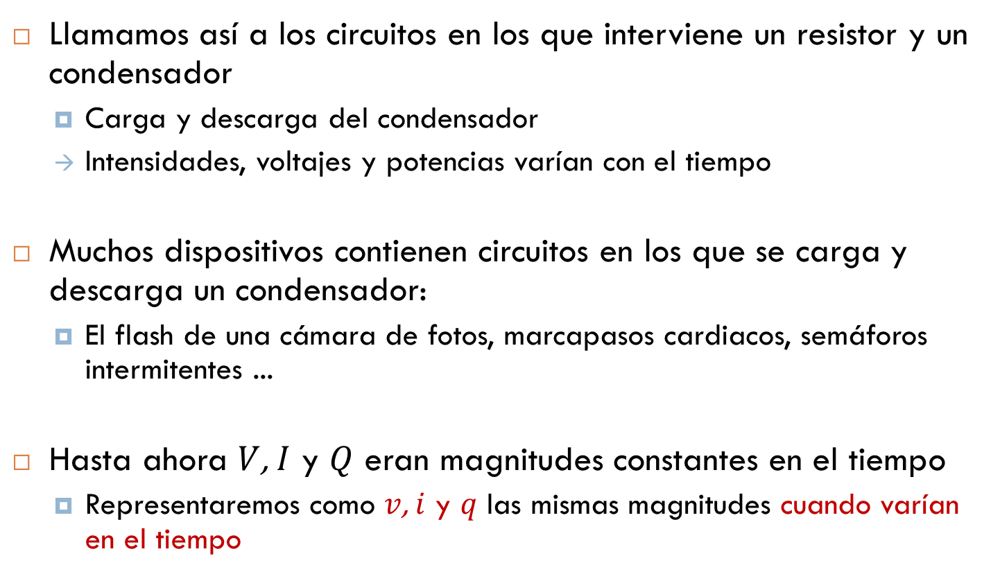 Llamamos así a los circuitos en los que interviene un resistor y un
condensador
Carga y descarga del condensador
→ Intensidades, voltajes y potencias varían con el tiempo
Muchos dispositivos contienen circuitos en los que se carga y
descarga un condensador:
El flash de una cámara de fotos, marcapasos cardiacos, semáforos
intermitentes ...
Hasta ahora V, I y Q eran magnitudes constantes en el tiempo
Representaremos como v, i y q las mismas magnitudes cuando varían
en el tiempo